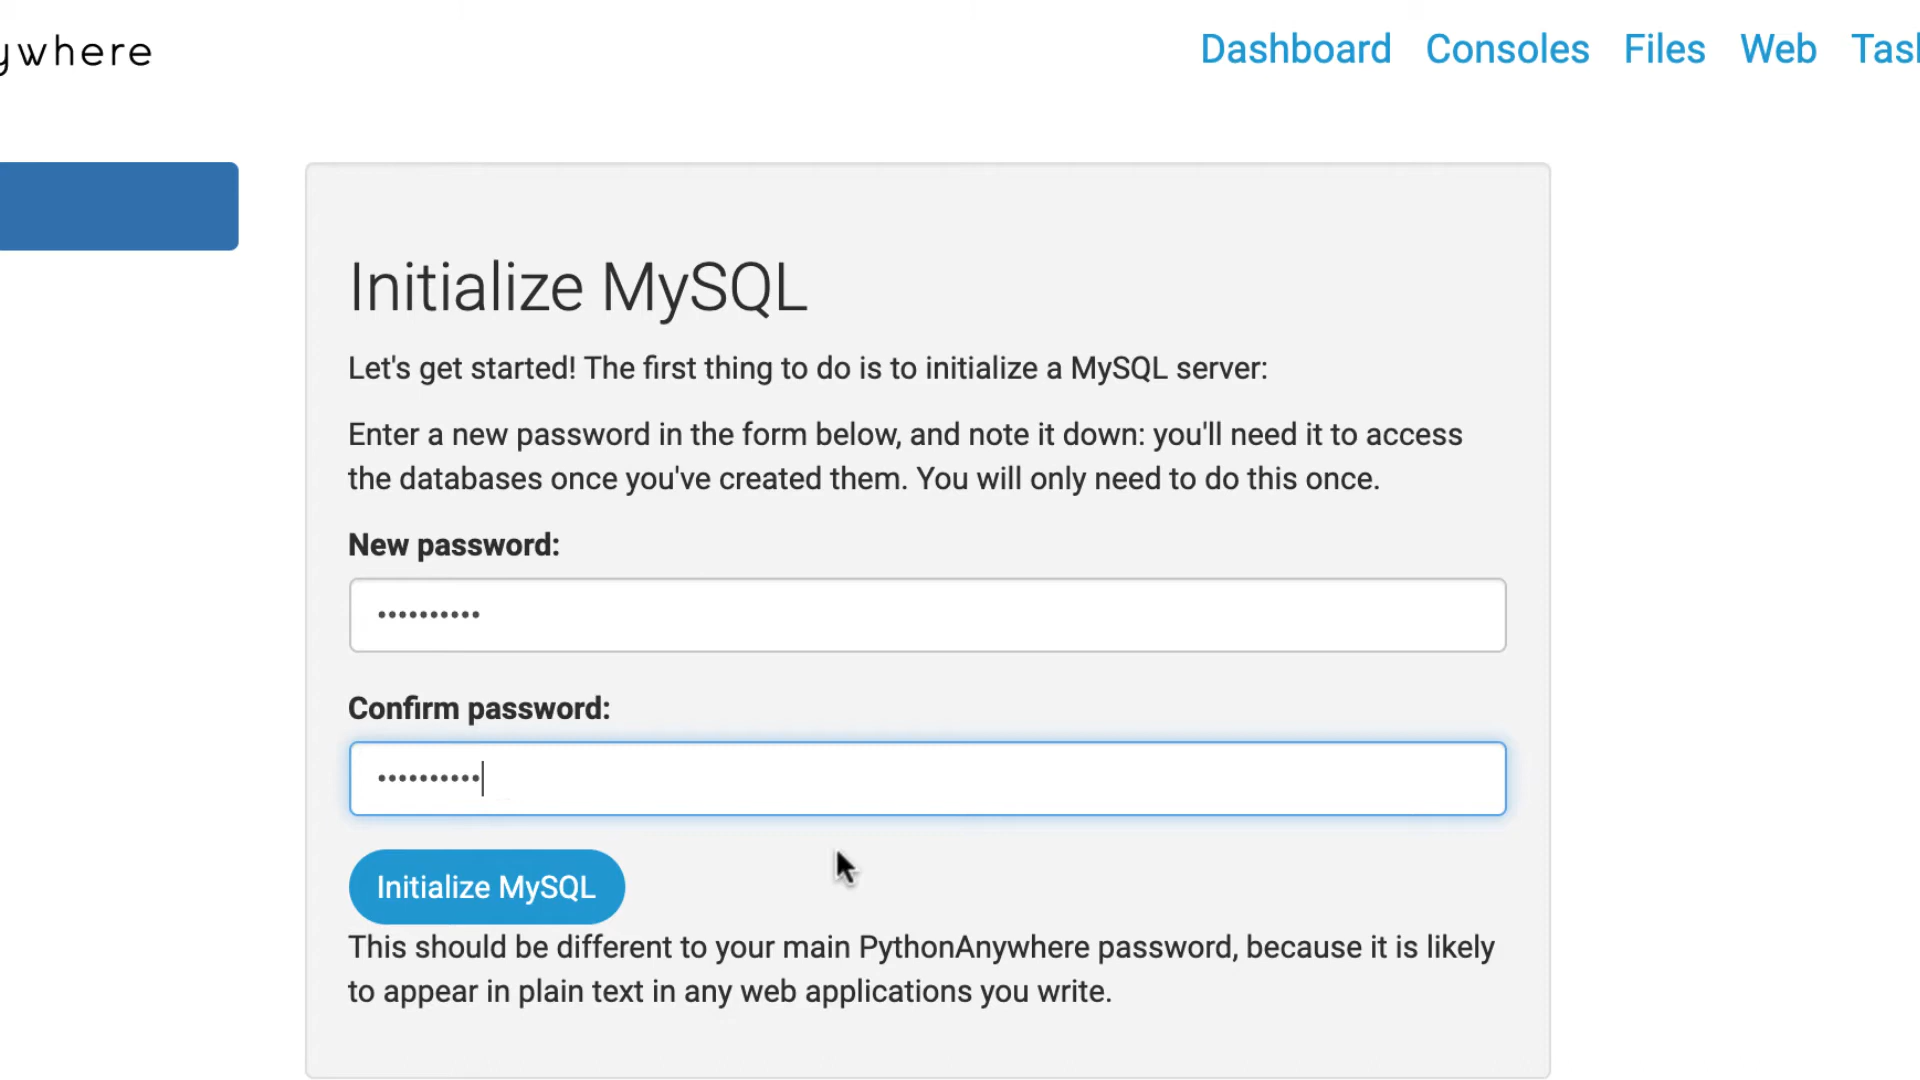 ywhere
Dashboard Consoles Files Web Task
Initialize MySQL
Let's get started! The first thing to do is to initialize a MySQL server:
Enter a new password in the form below, and note it down: you'll need it to access
the databases once you've created them. You will only need to do this once.
New password:
••••••••••
Confirm password:
••••••••••
Initialize MySQL
This should be different to your main PythonAnywhere password, because it is likely
to appear in plain text in any web applications you write.